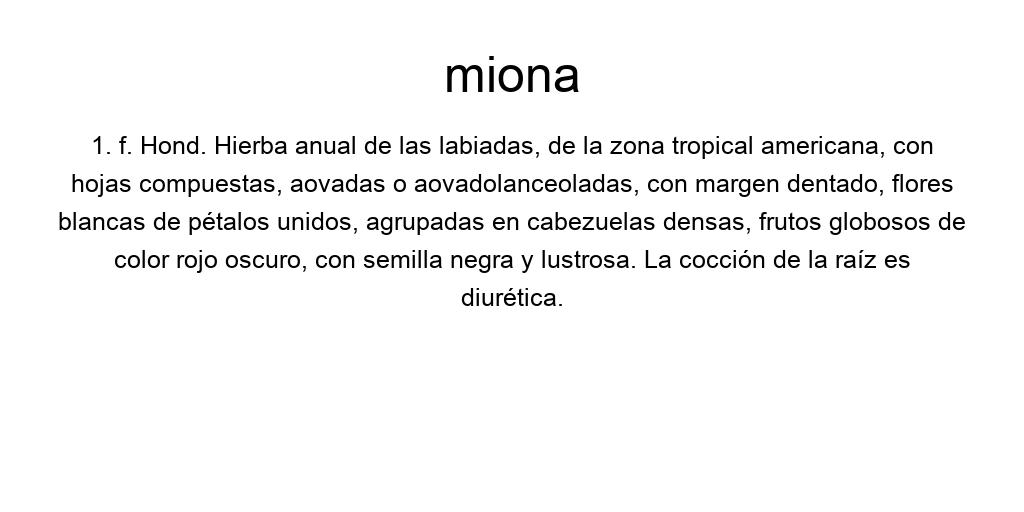 miona
1. f. Hond. Hierba anual de las labiadas, de la zona tropical americana, con
hojas compuestas, aovadas o aovadolanceoladas, con margen dentado, flores
blancas de pétalos unidos, agrupadas en cabezuelas densas, frutos globosos de
color rojo oscuro, con semilla negra y lustrosa. La cocción de la raíz es
diurética.